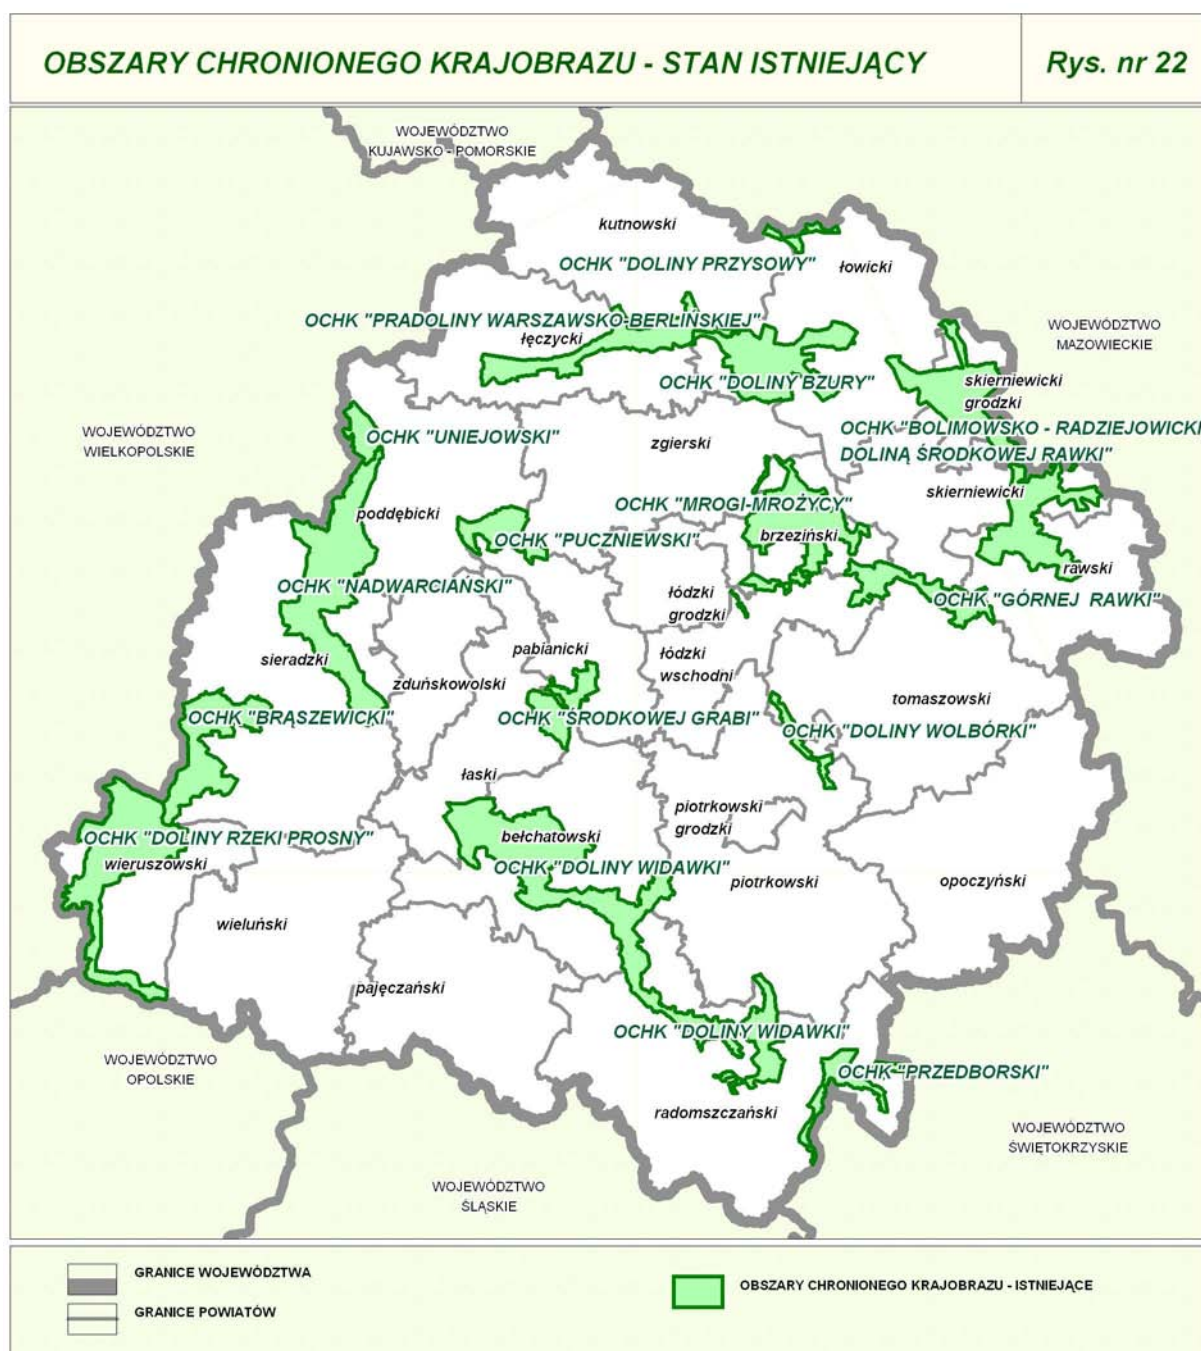 OBSZARY CHRONIONEGO KRAJOBRAZU - STAN ISTNIEJĄCY
Rys. nr 22
WOJEWÓDZTWO
KUJAWSKO - POMORSKIE
kutnowski
OCHK "DOLINY PRZYSOWY"
łowicki
OCHK "PRADOLINY WARSZAWSKO-BERLIŃSKIEJ"
łęczycki
WOJEWÓDZTWO
MAZOWIECKIE
OCHK "DOLINY BZURY"
skierniewicki
grodzki
WOJEWÓDZTWO
WIELKOPOLSKIE
OCHK "UNIEJOWSKI"
zgierski
OCHK "BOLIMOWSKO - RADZIEJOWICKI
DOLINĄ ŚRODKOWEJ RAWKI"
skierniewicki
poddębicki
OCHK "MROGI-MROŻYCY"
brzeziński
OCHK "PUCZNIEWSKI"
rawski
OCHK "NADWARCIAŃSKI"
łódzki
grodzki
OCHK "GÓRNEJ RAWKI"
sieradzki
pabianicki
łódzki
wschodni
zduńskowolski
tomaszowski
OCHK "BRĄSZEWICKI"
OCHK "ŚRODKOWEJ GRABI"
OCHK "DOLINY WOLBÓRKI"
łaski
piotrkowski
grodzki
OCHK "DOLINY RZEKI PROSNY"
bełchatowski
wieruszowski
OCHK "DOLINY WIDAWKI"
piotrkowski
opoczyński
wieluński
pajęczański
OCHK "DOLINY WIDAWKI"
WOJEWÓDZTWO
OPOLSKIE
OCHK "PRZEDBORSKI"
radomszczański
WOJEWÓDZTWO
ŚWIĘTOKRZYSKIE
WOJEWÓDZTWO
ŚLĄSKIE
GRANICE WOJEWÓDZTWA
GRANICE POWIATÓW
OBSZARY CHRONIONEGO KRAJOBRAZU - ISTNIEJĄCE